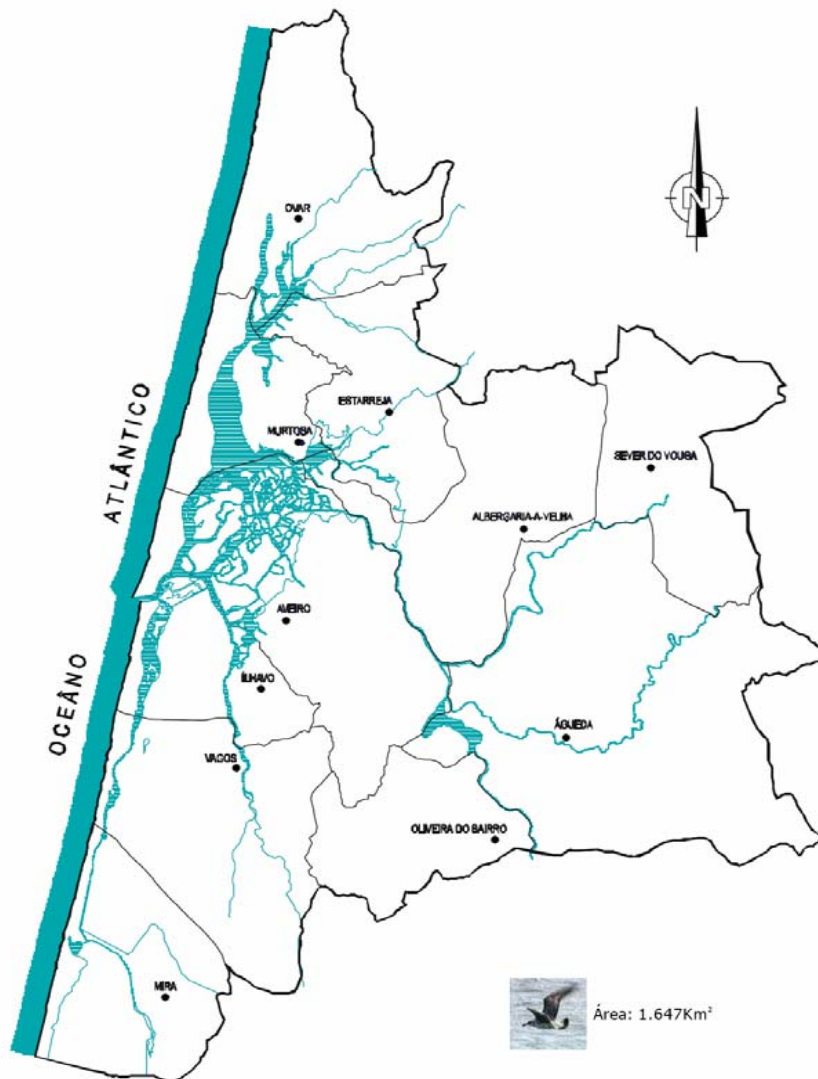 N
OVAR
ATLÂNTICO
ESTARREJA
MURTOSA
SEVER DO VOUGA
ALBERGARIA-A-VELHA
AVEIRO
OCEÂNO
ÍLHAVO
ÁGUEDA
VAGOS
OLIVEIRA DO BAIRRO
MIRA
Área: 1.647Km²